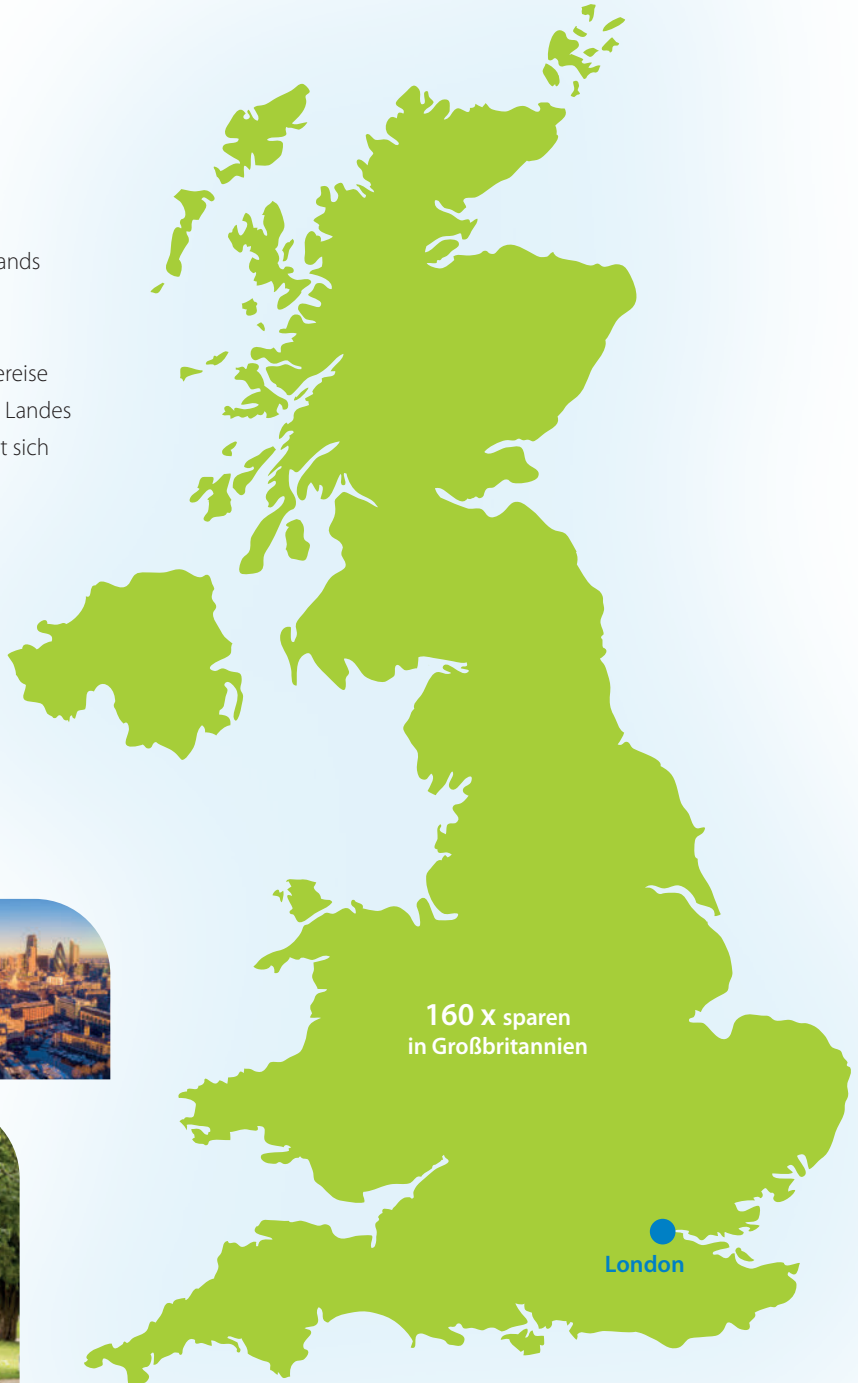 ands
ereise
Landes
t sich
160 x sparen
in Großbritannien
London